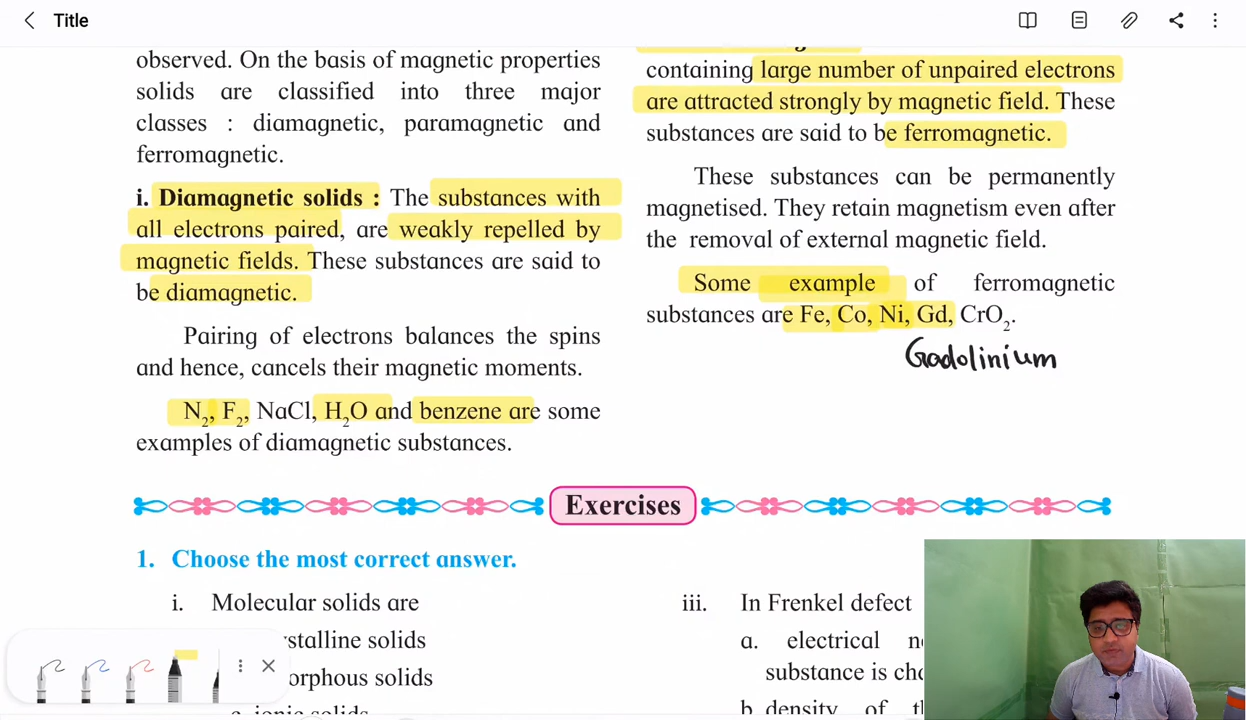 Title
observed. On the basis of magnetic properties
solids are classified into three major
classes : diamagnetic, paramagnetic and
ferromagnetic.
i. Diamagnetic solids : The substances with
all electrons paired, are weakly repelled by
magnetic fields. These substances are said to
be diamagnetic.
Pairing of electrons balances the spins
and hence, cancels their magnetic moments.
N2, F2, NaCl, H2O and benzene are some
examples of diamagnetic substances.
containing large number of unpaired electrons
are attracted strongly by magnetic field. These
substances are said to be ferromagnetic.
These substances can be permanently
magnetised. They retain magnetism even after
the removal of external magnetic field.
Some example of ferromagnetic
substances are Fe, Co, Ni, Gd, CrO2.
Gadolinium
Exercises
1. Choose the most correct answer.
i. Molecular solids are
stalline solids
orphous solids
c. ionic solids
iii. In Frenkel defect
a. electrical
substance is
b. density of